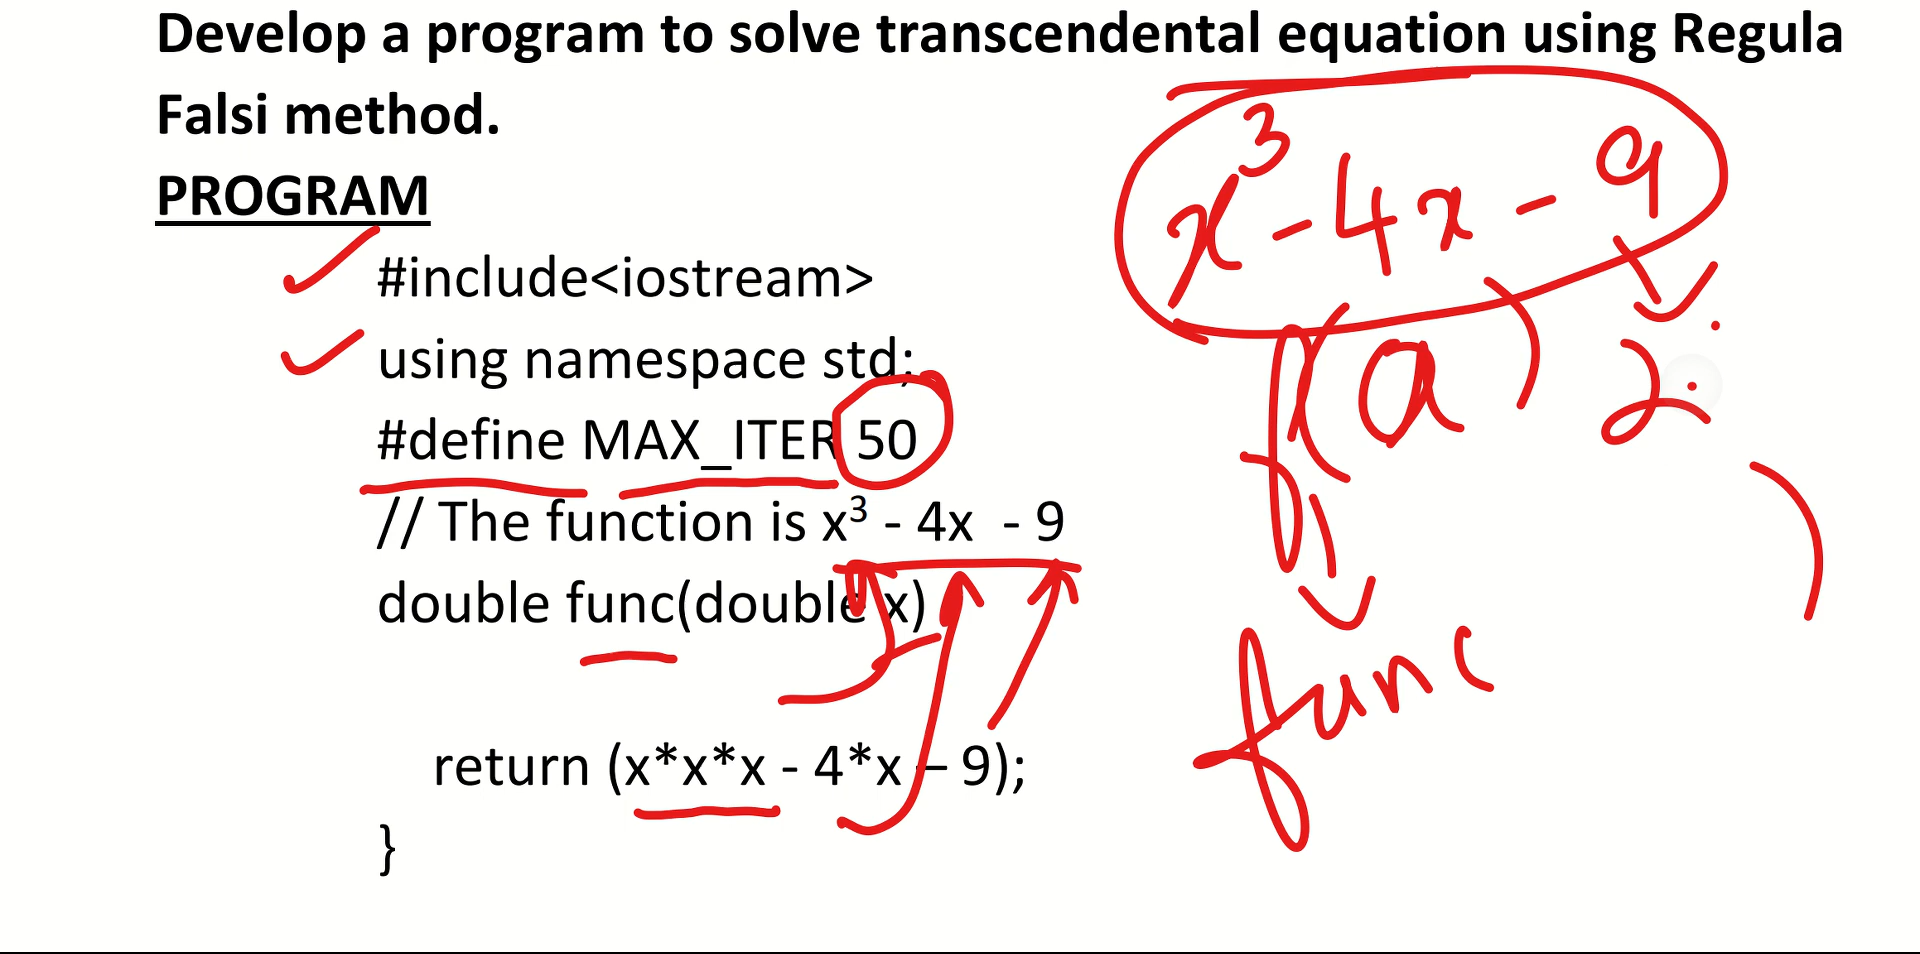 Develop a program to solve transcendental equation using Regula
Falsi method.
PROGRAM
x³ - 4x - 9
#include<iostream>
using namespace std;
f(a) 2
#define MAX_ITER 50
// The function is x³ - 4x  - 9
double func(double x)
func(
return (x*x*x - 4*x – 9);
}